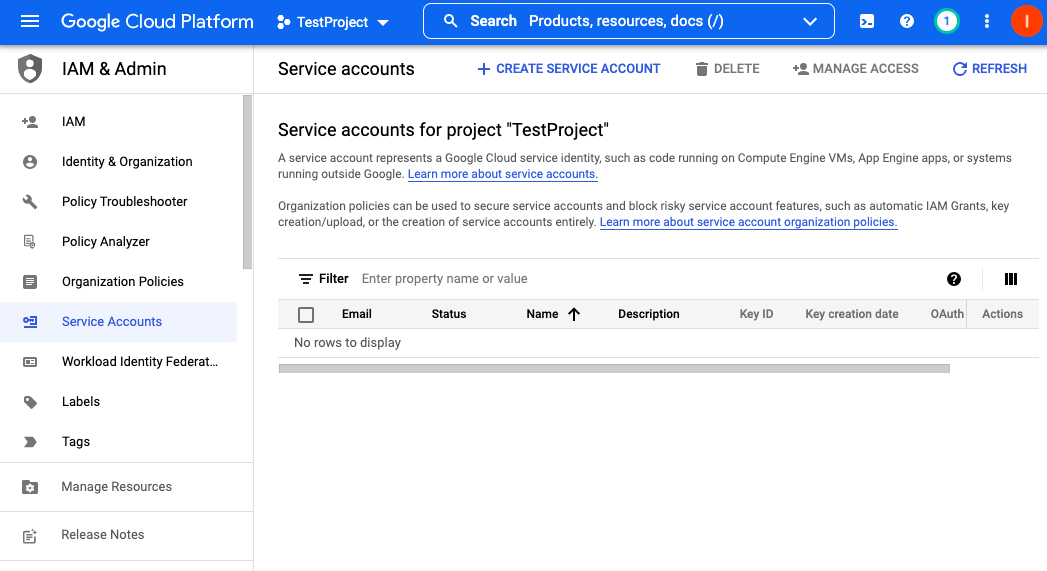 Google Cloud Platform
TestProject
Search Products, resources, docs (/)
1
I
IAM & Admin
Service accounts
CREATE SERVICE ACCOUNT
DELETE
MANAGE ACCESS
REFRESH
IAM
Identity & Organization
Policy Troubleshooter
Policy Analyzer
Organization Policies
Service Accounts
Workload Identity Federat...
Labels
Tags
Manage Resources
Release Notes
Service accounts for project "TestProject"
A service account represents a Google Cloud service identity, such as code running on Compute Engine VMs, App Engine apps, or systems
running outside Google. Learn more about service accounts.
Organization policies can be used to secure service accounts and block risky service account features, such as automatic IAM Grants, key
creation/upload, or the creation of service accounts entirely. Learn more about service account organization policies.
Filter Enter property name or value
Email Status Name Description Key ID Key creation date OAuth Actions
No rows to display